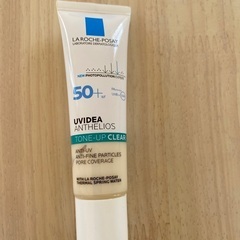 LA ROCHE-POSAY
LABORATOIRE DERMATOLOGIQUE
50+
UVIDEA
ANTHELIOS
TONE-UP CLEAR
ANTI-UV
ANTI-FINE PARTICLES
PORE COVERAGE
WITH LA ROCHE-POSAY
THERMAL SPRING WATER